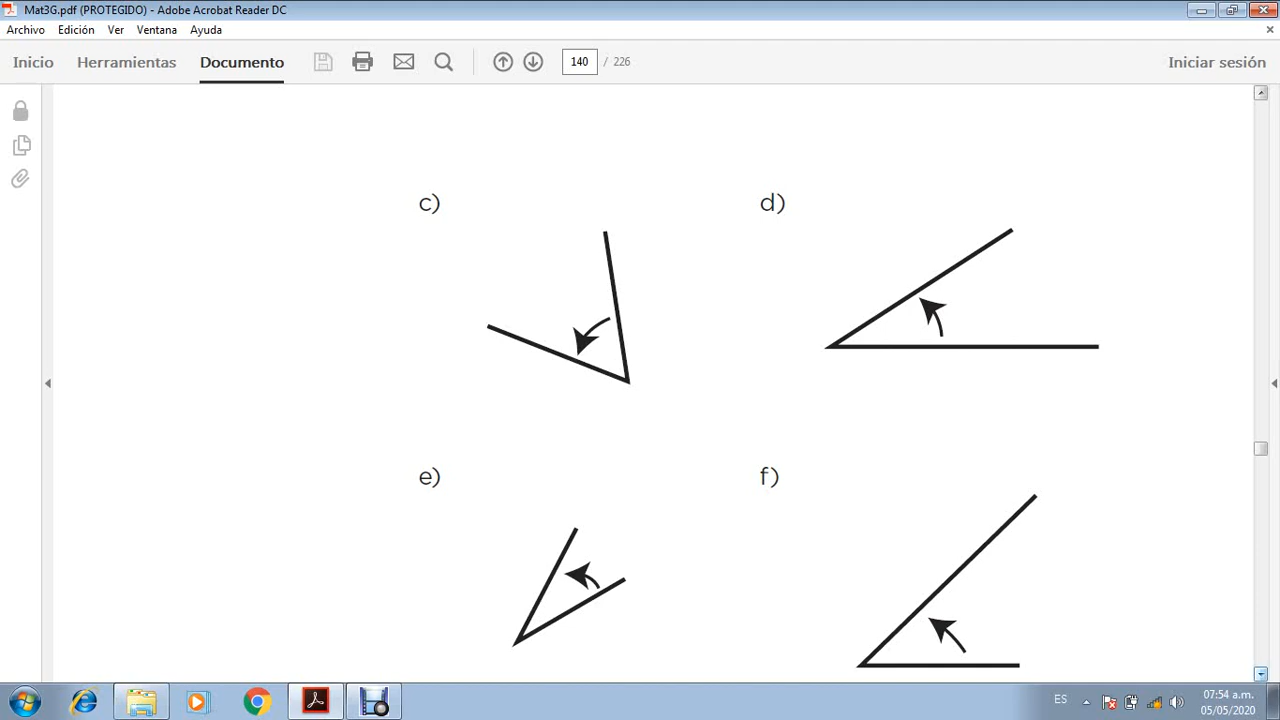 Mat3G.pdf (PROTEGIDO) - Adobe Acrobat Reader DC
Archivo Edición Ver Ventana Ayuda
Inicio Herramientas Documento 140 / 226 Iniciar sesión
c) d)
e) f)
ES 07:54 a.m.
05/05/2020